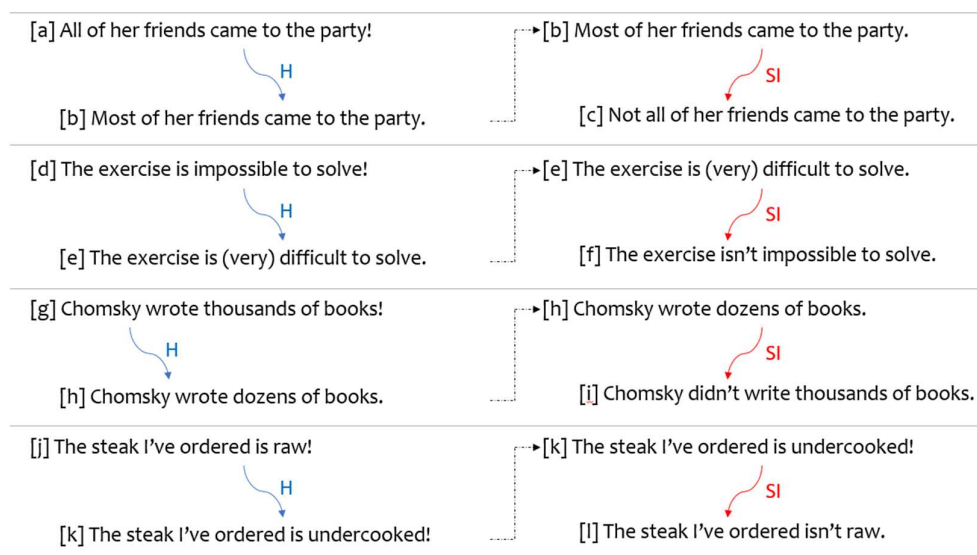 [a] All of her friends came to the party!
[b] Most of her friends came to the party.
H
SI
[b] Most of her friends came to the party.
[c] Not all of her friends came to the party.
[d] The exercise is impossible to solve!
[e] The exercise is (very) difficult to solve.
H
SI
[e] The exercise is (very) difficult to solve.
[f] The exercise isn’t impossible to solve.
[g] Chomsky wrote thousands of books!
[h] Chomsky wrote dozens of books.
H
SI
[h] Chomsky wrote dozens of books.
[i] Chomsky didn’t write thousands of books.
[j] The steak I’ve ordered is raw!
[k] The steak I’ve ordered is undercooked!
H
SI
[k] The steak I’ve ordered is undercooked!
[l] The steak I’ve ordered isn’t raw.